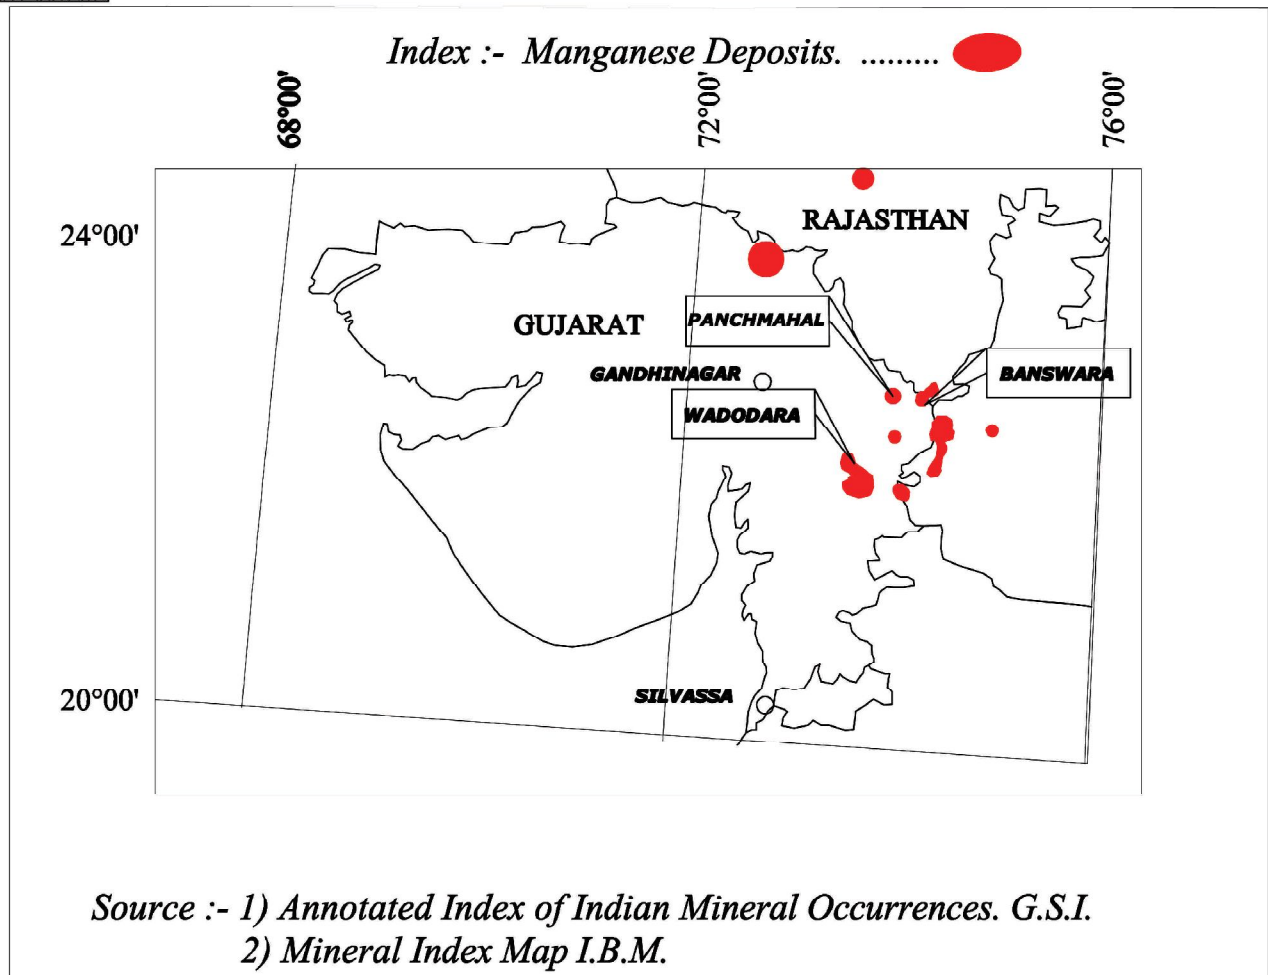 Index :- Manganese Deposits. .........
68°00'
72°00'
76°00'
24°00'
RAJASTHAN
PANCHMAHAL
GUJARAT
GANDHINAGAR
BANSWARA
WADODARA
SILVASSA
20°00'
Source :- 1) Annotated Index of Indian Mineral Occurrences. G.S.I.
2) Mineral Index Map I.B.M.